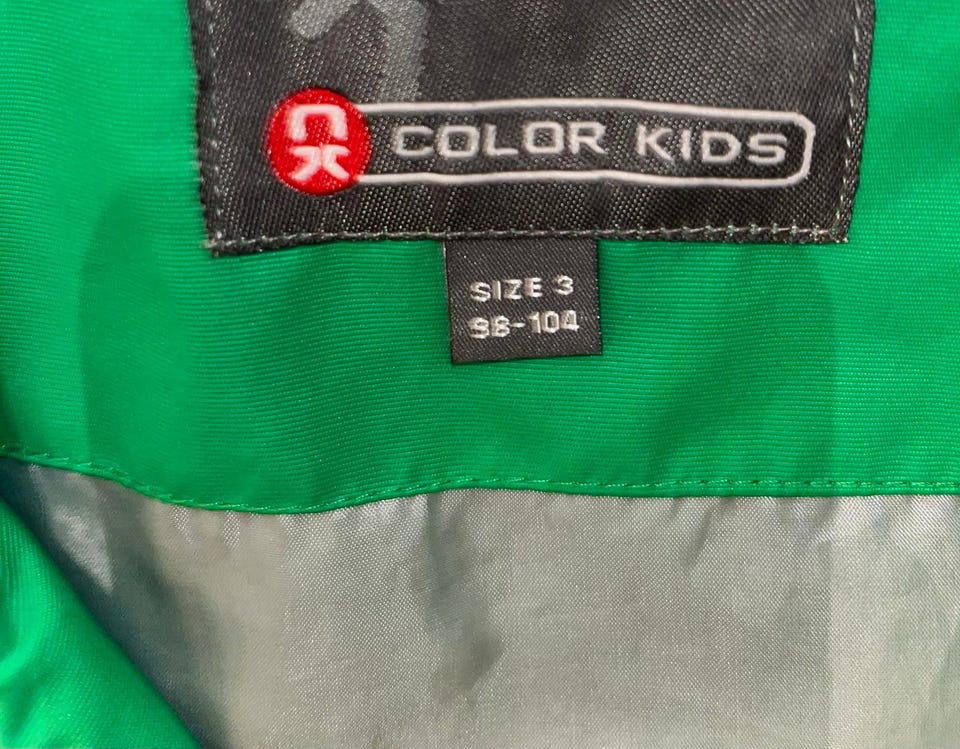 COLOR KIDS
SIZE 3
98-104